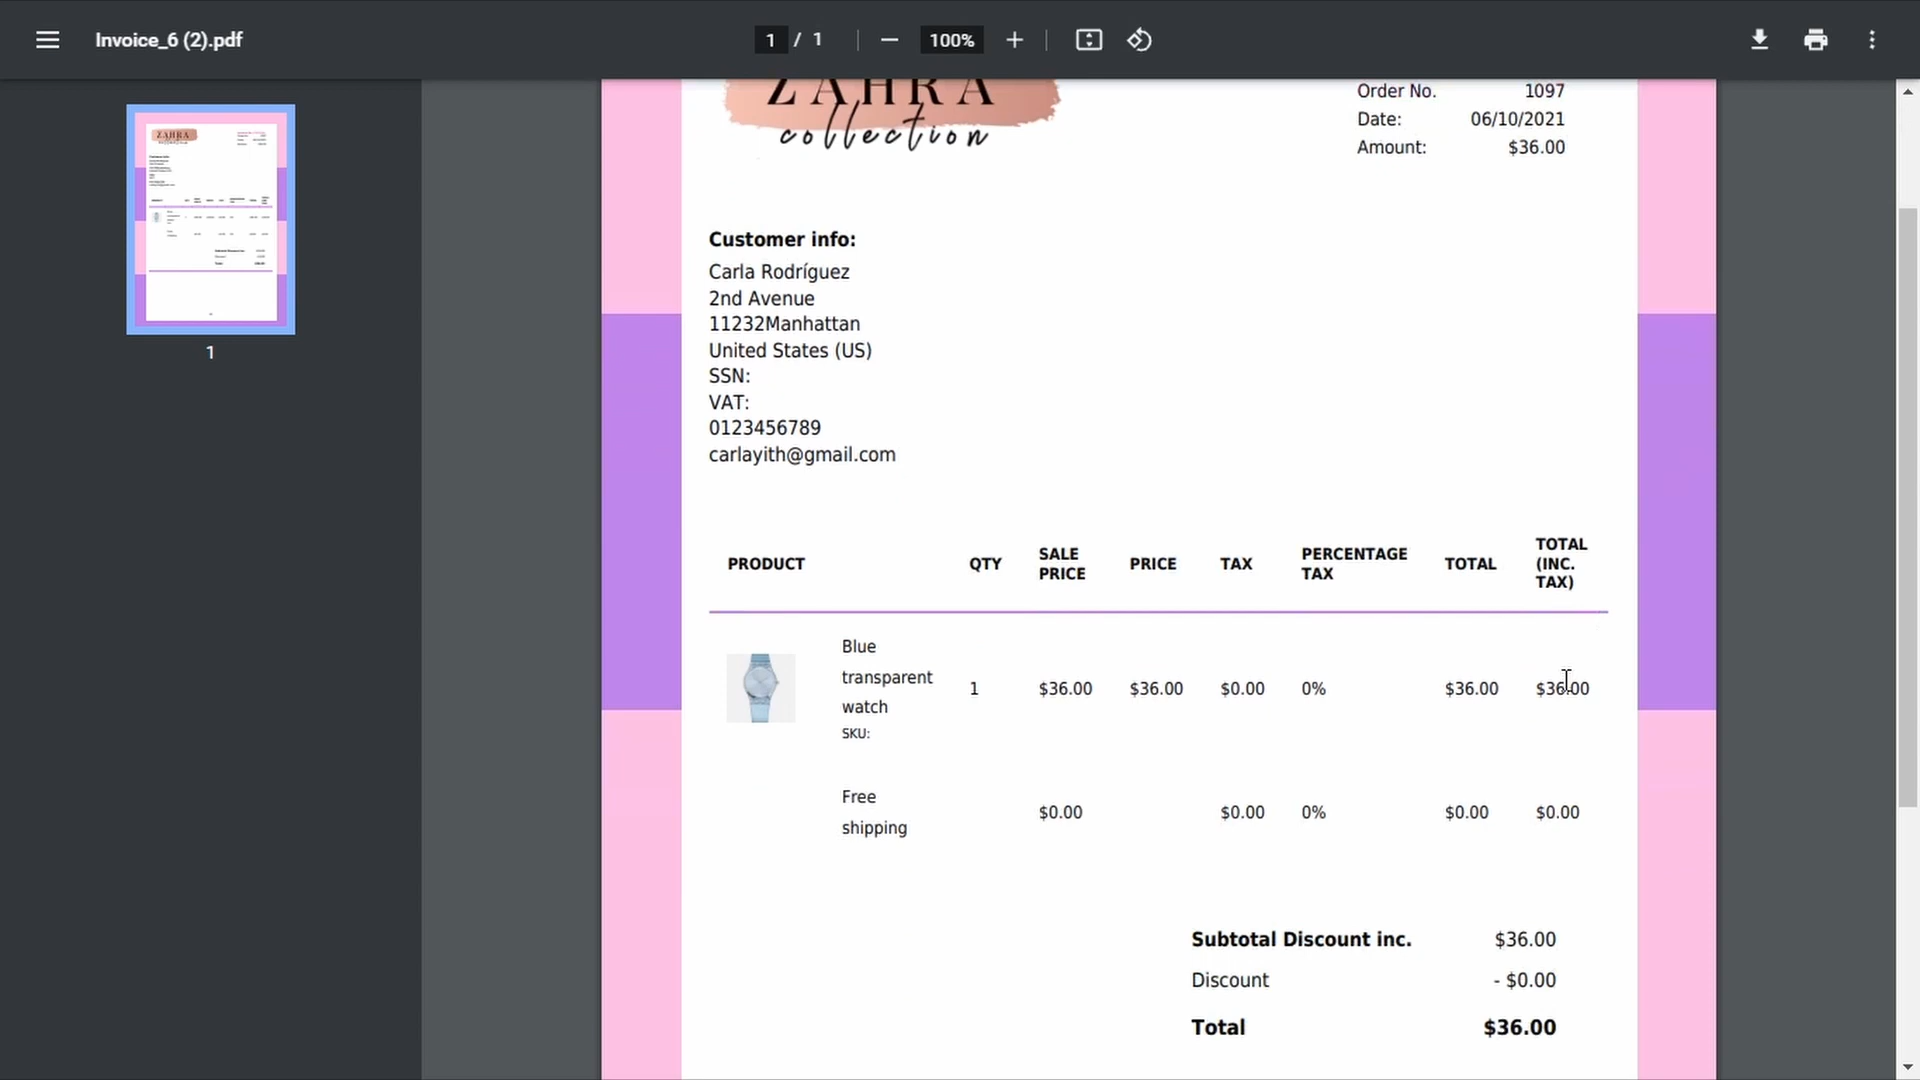 Invoice_6 (2).pdf
1 / 1
100%
1
ZAHRA
collection
Order No. 1097
Date: 06/10/2021
Amount: $36.00
Customer info:
Carla Rodríguez
2nd Avenue
11232Manhattan
United States (US)
SSN:
VAT:
0123456789
carlayith@gmail.com
PRODUCT QTY SALE PRICE PRICE TAX PERCENTAGE TAX TOTAL TOTAL (INC. TAX)
Blue
transparent
watch
SKU:
1 $36.00 $36.00 $0.00 0% $36.00 $36.00
Free
shipping
$0.00 $0.00 0% $0.00 $0.00
Subtotal Discount inc. $36.00
Discount - $0.00
Total $36.00